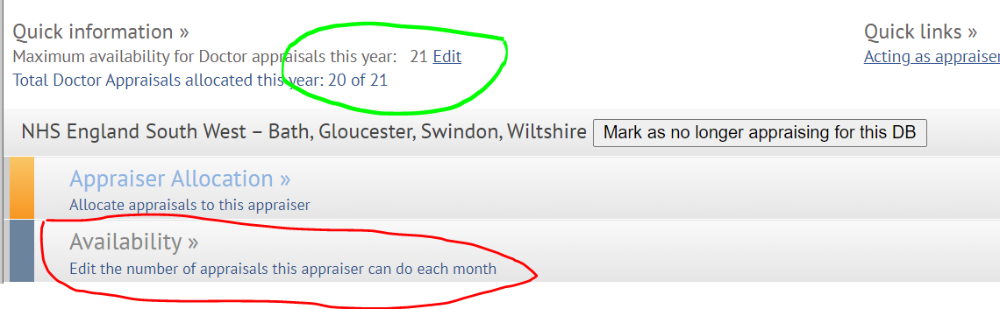 Quick information »
Maximum availability for Doctor appraisals this year: 21 Edit
Total Doctor Appraisals allocated this year: 20 of 21
Quick links »
Acting as appraiser
NHS England South West – Bath, Gloucester, Swindon, Wiltshire Mark as no longer appraising for this DB
Appraiser Allocation »
Allocate appraisals to this appraiser
Availability »
Edit the number of appraisals this appraiser can do each month